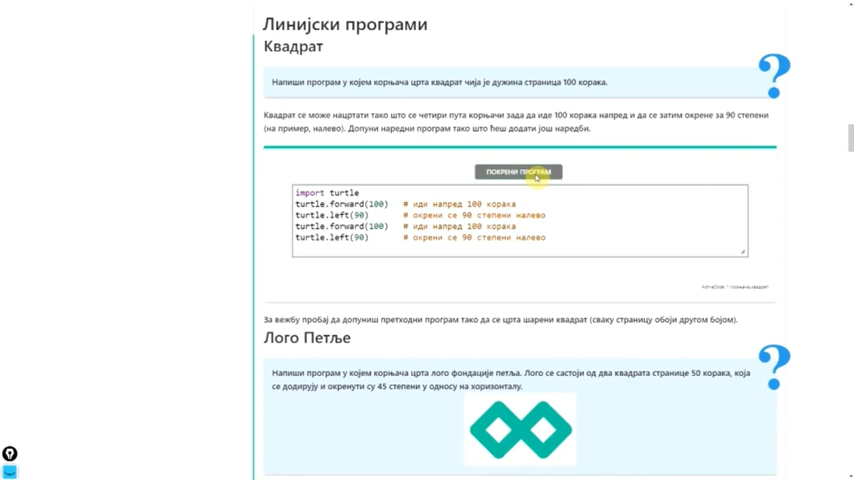 Линијски програми
Квадрат
Напиши програм у којем корњача црта квадрат чија је дужина страница 100 корака.
Квадрат се може нацртати тако што се четири пута корњачи зада да иде 100 корака напред и да се затим окрене за 90 степени
(на пример, налево). Допуни наредни програм тако што ћеш додати још наредби.
ПОКРЕНИ ПРОГРАМ
import turtle
turtle.forward(100) # иди напред 100 корака
turtle.left(90) # окрени се 90 степени налево
turtle.forward(100) # иди напред 100 корака
turtle.left(90) # окрени се 90 степени налево
За вежбу пробај да допуниш претходни програм тако да се црта шарени квадрат (сваку страницу обоји другом бојом).
Лого Петље
Напиши програм у којем корњача црта лого фондације петља. Лого се састоји од два квадрата странице 50 корака, која
се додирују и окренути су 45 степени у односу на хоризонталу.